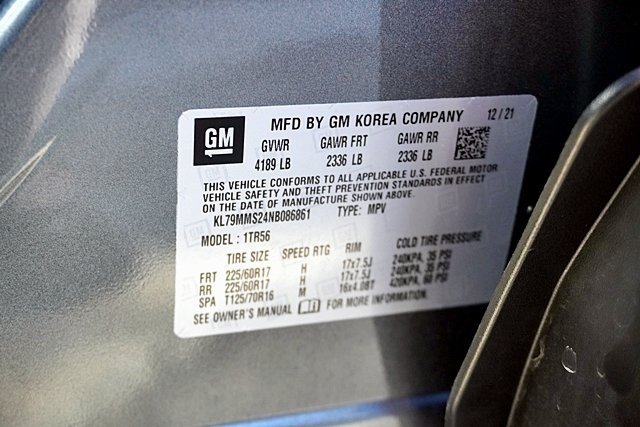 GM
MFD BY GM KOREA COMPANY 12/21
GVWR GAWR FRT GAWR RR
4189 LB 2336 LB 2336 LB
THIS VEHICLE CONFORMS TO ALL APPLICABLE U.S. FEDERAL MOTOR
VEHICLE SAFETY AND THEFT PREVENTION STANDARDS IN EFFECT
ON THE DATE OF MANUFACTURE SHOWN ABOVE.
KL79MMS24NB086861 TYPE: MPV
MODEL: 1TR56
TIRE SIZE SPEED RTG RIM COLD TIRE PRESSURE
FRT 225/60R17 H 17x7.5J 240KPA, 35 PSI
RR 225/60R17 H 17x7.5J 240KPA, 35 PSI
SPA T125/70R16 M 16x4.0BT 420KPA, 60 PSI
SEE OWNER'S MANUAL FOR MORE INFORMATION.